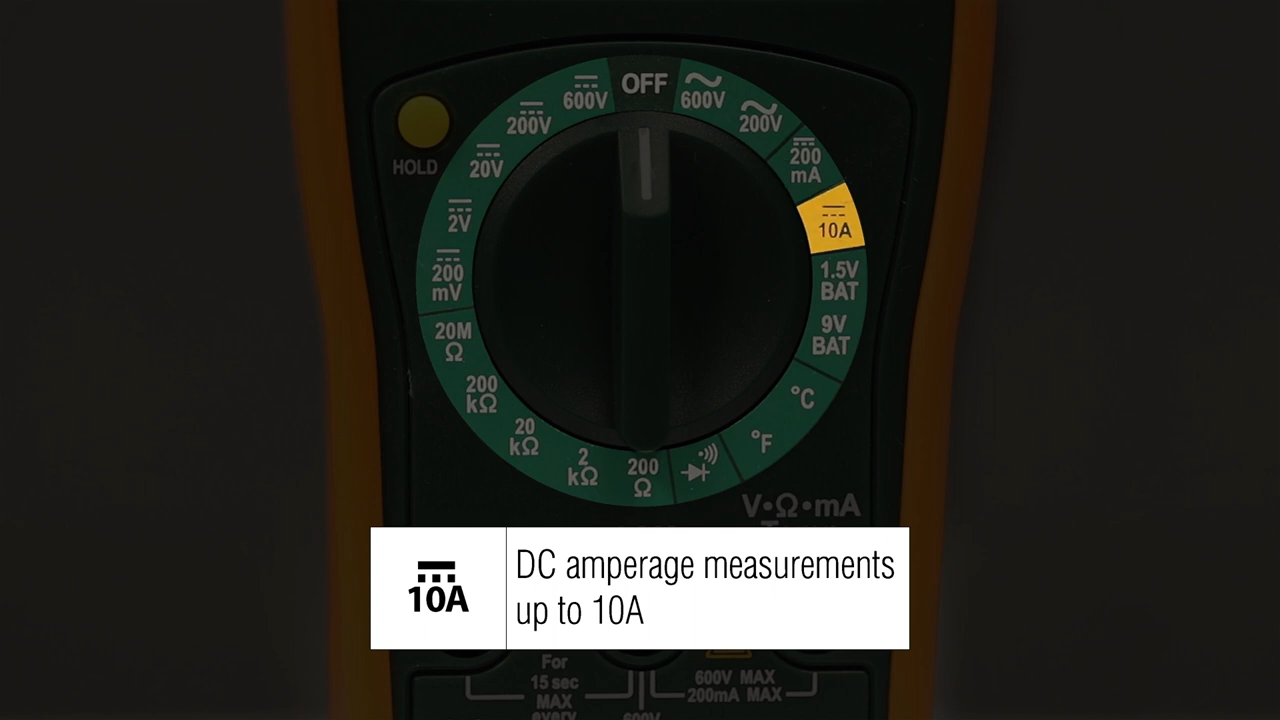 OFF
600V
200V
20V
2V
200
mV
20M
Ω
200
kΩ
20
kΩ
2
kΩ
200
Ω
600V
200V
200
mA
10A
1.5V
BAT
9V
BAT
°C
°F
HOLD
V•Ω•mA
10A
DC amperage measurements
up to 10A
For
15 sec
MAX
every
600V
600V MAX
200mA MAX